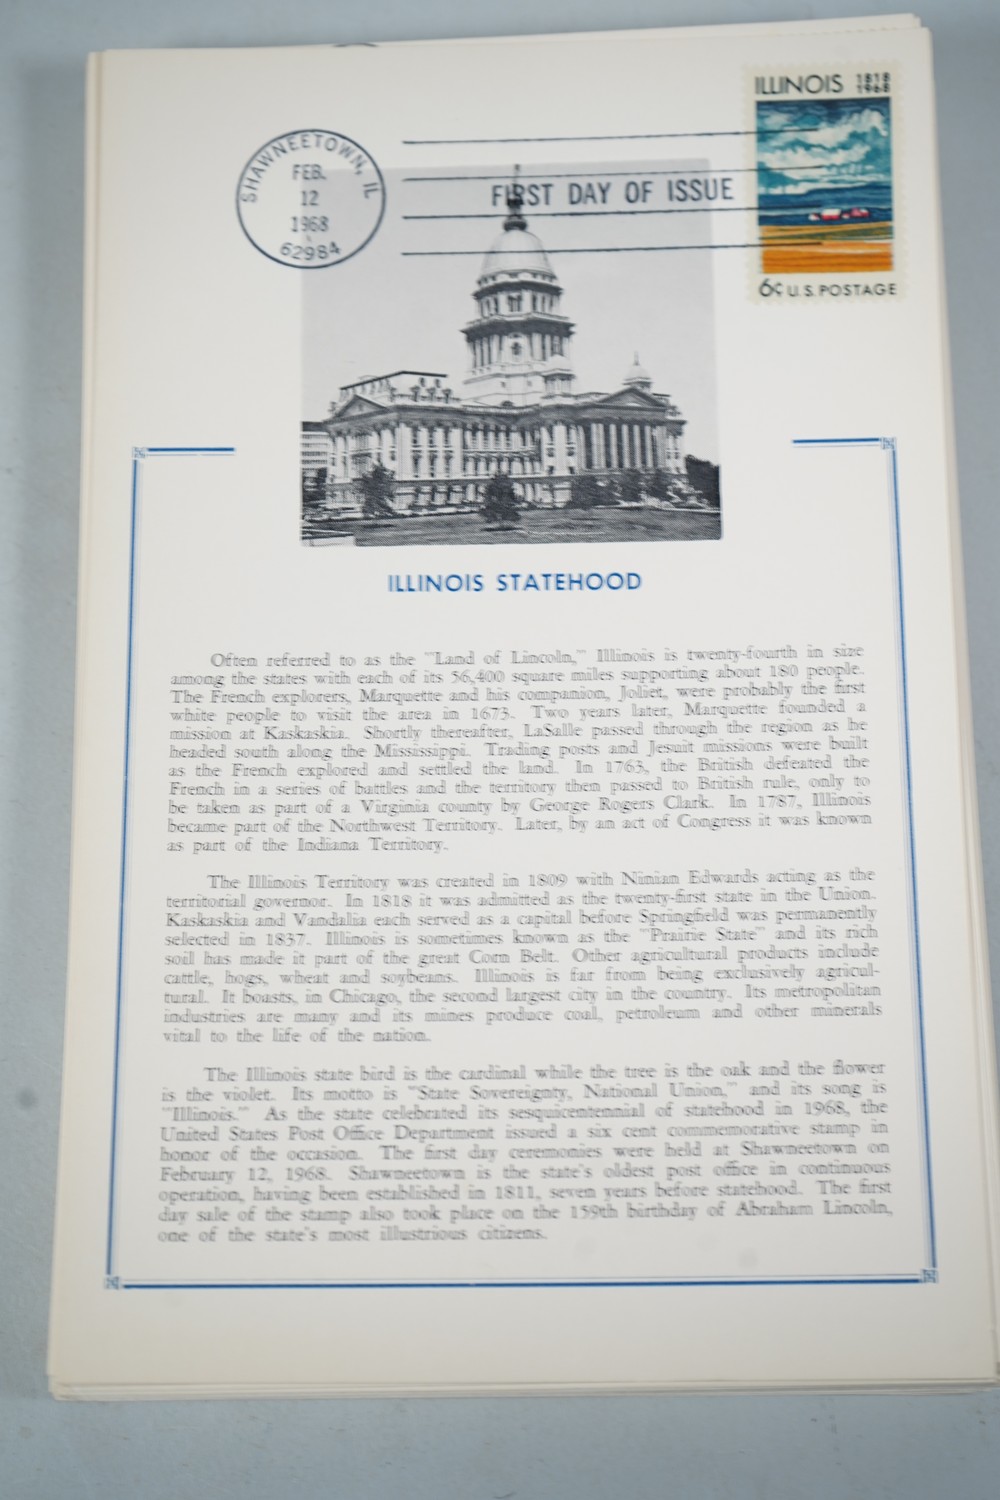 ILLINOIS 1818
1968
SHAWNEETOWN, IL
FEB.
12
1968
62984
FIRST DAY OF ISSUE
6¢ U.S. POSTAGE
ILLINOIS STATEHOOD
Often referred to as the "Land of Lincoln," Illinois is twenty-fourth in size
among the states with each of its 56,400 square miles supporting about 180 people.
The French explorers, Marquette and his companion, Joliet, were probably the first
white people to visit the area in 1673. Two years later, Marquette founded a
mission at Kaskaskia. Shortly thereafter, LaSalle passed through the region as he
headed south along the Mississippi. Trading posts and Jesuit missions were built
as the French explored and settled the land. In 1763, the British defeated the
French in a series of battles and the territory then passed to British rule, only to
be taken as part of a Virginia county by George Rogers Clark. In 1787, Illinois
became part of the Northwest Territory. Later, by an act of Congress it was known
as part of the Indiana Territory.
The Illinois Territory was created in 1809 with Ninian Edwards acting as the
territorial governor. In 1818 it was admitted as the twenty-first state in the Union.
Kaskaskia and Vandalia each served as a capital before Springfield was permanently
selected in 1837. Illinois is sometimes known as the "Prairie State" and its rich
soil has made it part of the great Corn Belt. Other agricultural products include
cattle, hogs, wheat and soybeans. Illinois is far from being exclusively agricul-
tural. It boasts, in Chicago, the second largest city in the country. Its metropolitan
industries are many and its mines produce coal, petroleum and other minerals
vital to the life of the nation.
The Illinois state bird is the cardinal while the tree is the oak and the flower
is the violet. Its motto is "State Sovereignty, National Union," and its song is
"Illinois." As the state celebrated its sesquicentennial of statehood in 1968, the
United States Post Office Department issued a six cent commemorative stamp in
honor of the occasion. The first day ceremonies were held at Shawneetown on
February 12, 1968. Shawneetown is the state's oldest post office in continuous
operation, having been established in 1811, seven years before statehood. The first
day sale of the stamp also took place on the 159th birthday of Abraham Lincoln,
one of the state's most illustrious citizens.